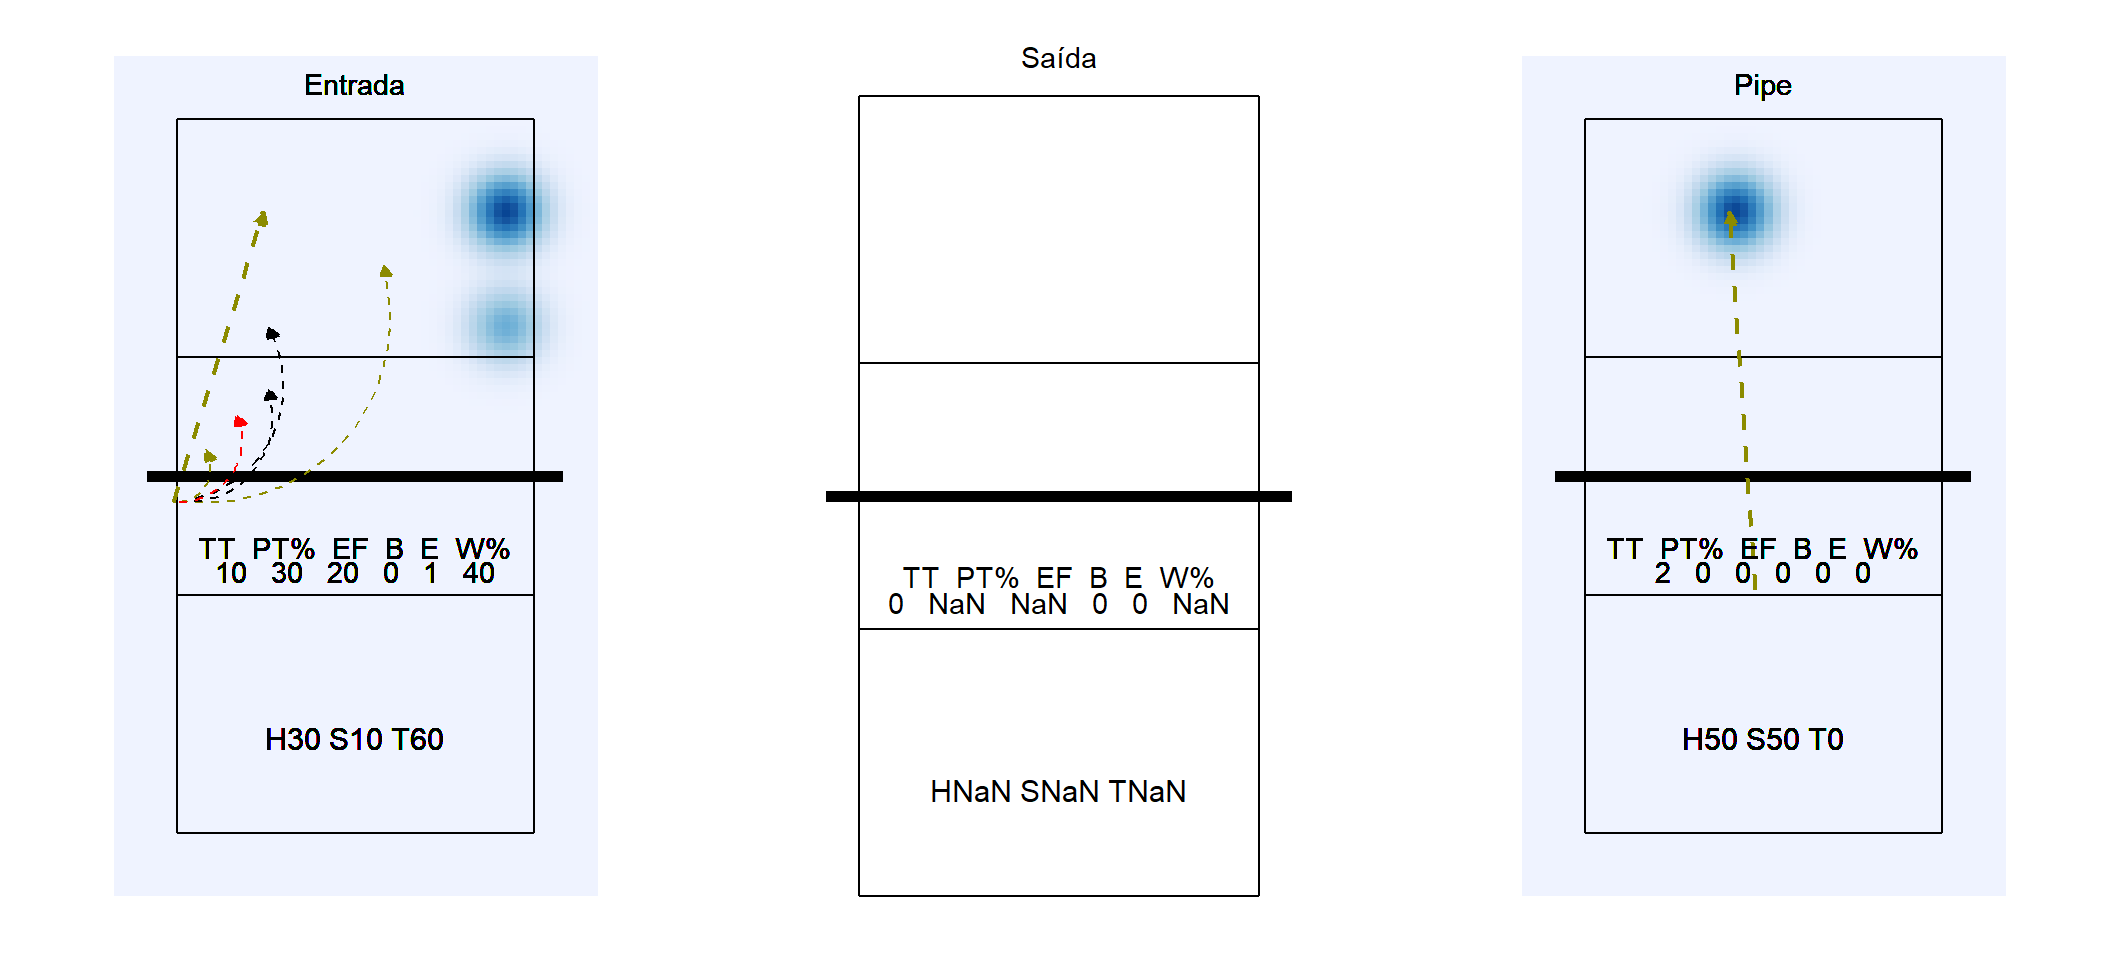 Entrada
TT PT% EF B E W%
10 30 20 0 1 40
H30 S10 T60
Saída
TT PT% EF B E W%
0 NaN NaN 0 0 NaN
HNaN SNaN TNaN
Pipe
TT PT% EF B E W%
2 0 0 0 0 0
H50 S50 T0